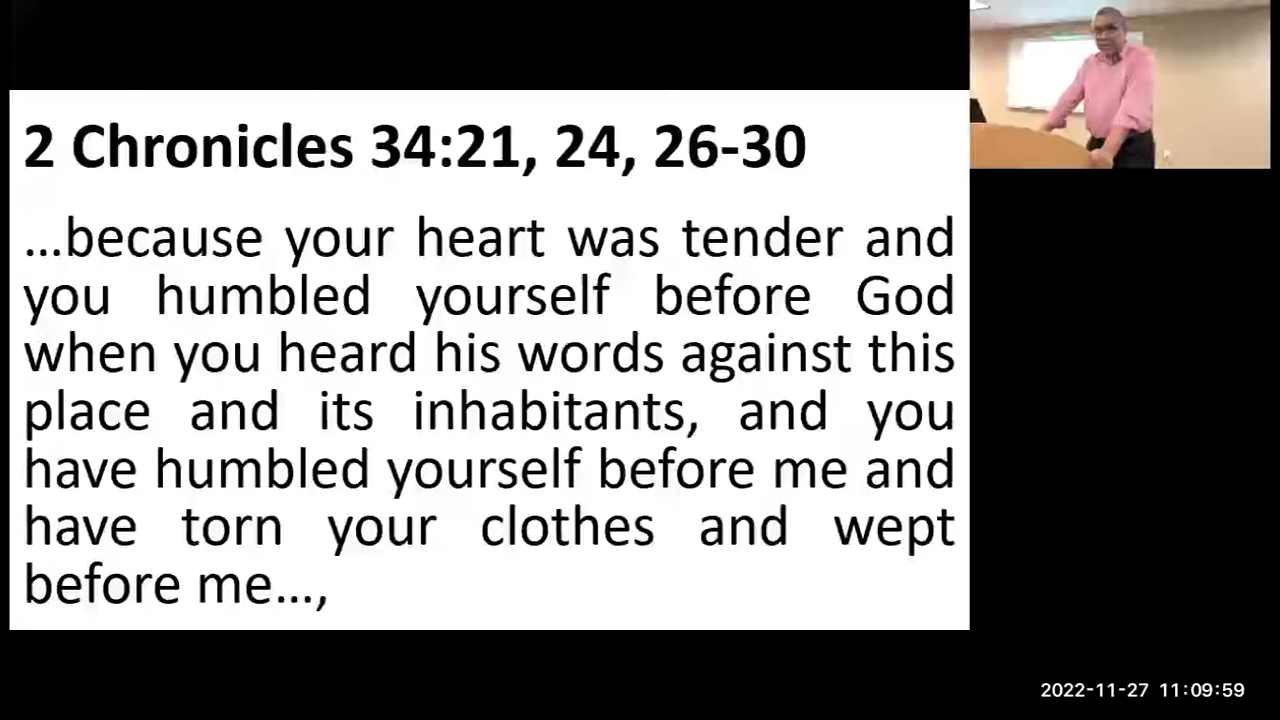 2 Chronicles 34:21, 24, 26-30
...because your heart was tender and
you humbled yourself before God
when you heard his words against this
place and its inhabitants, and you
have humbled yourself before me and
have torn your clothes and wept
before me...,
2022-11-27 11:09:59